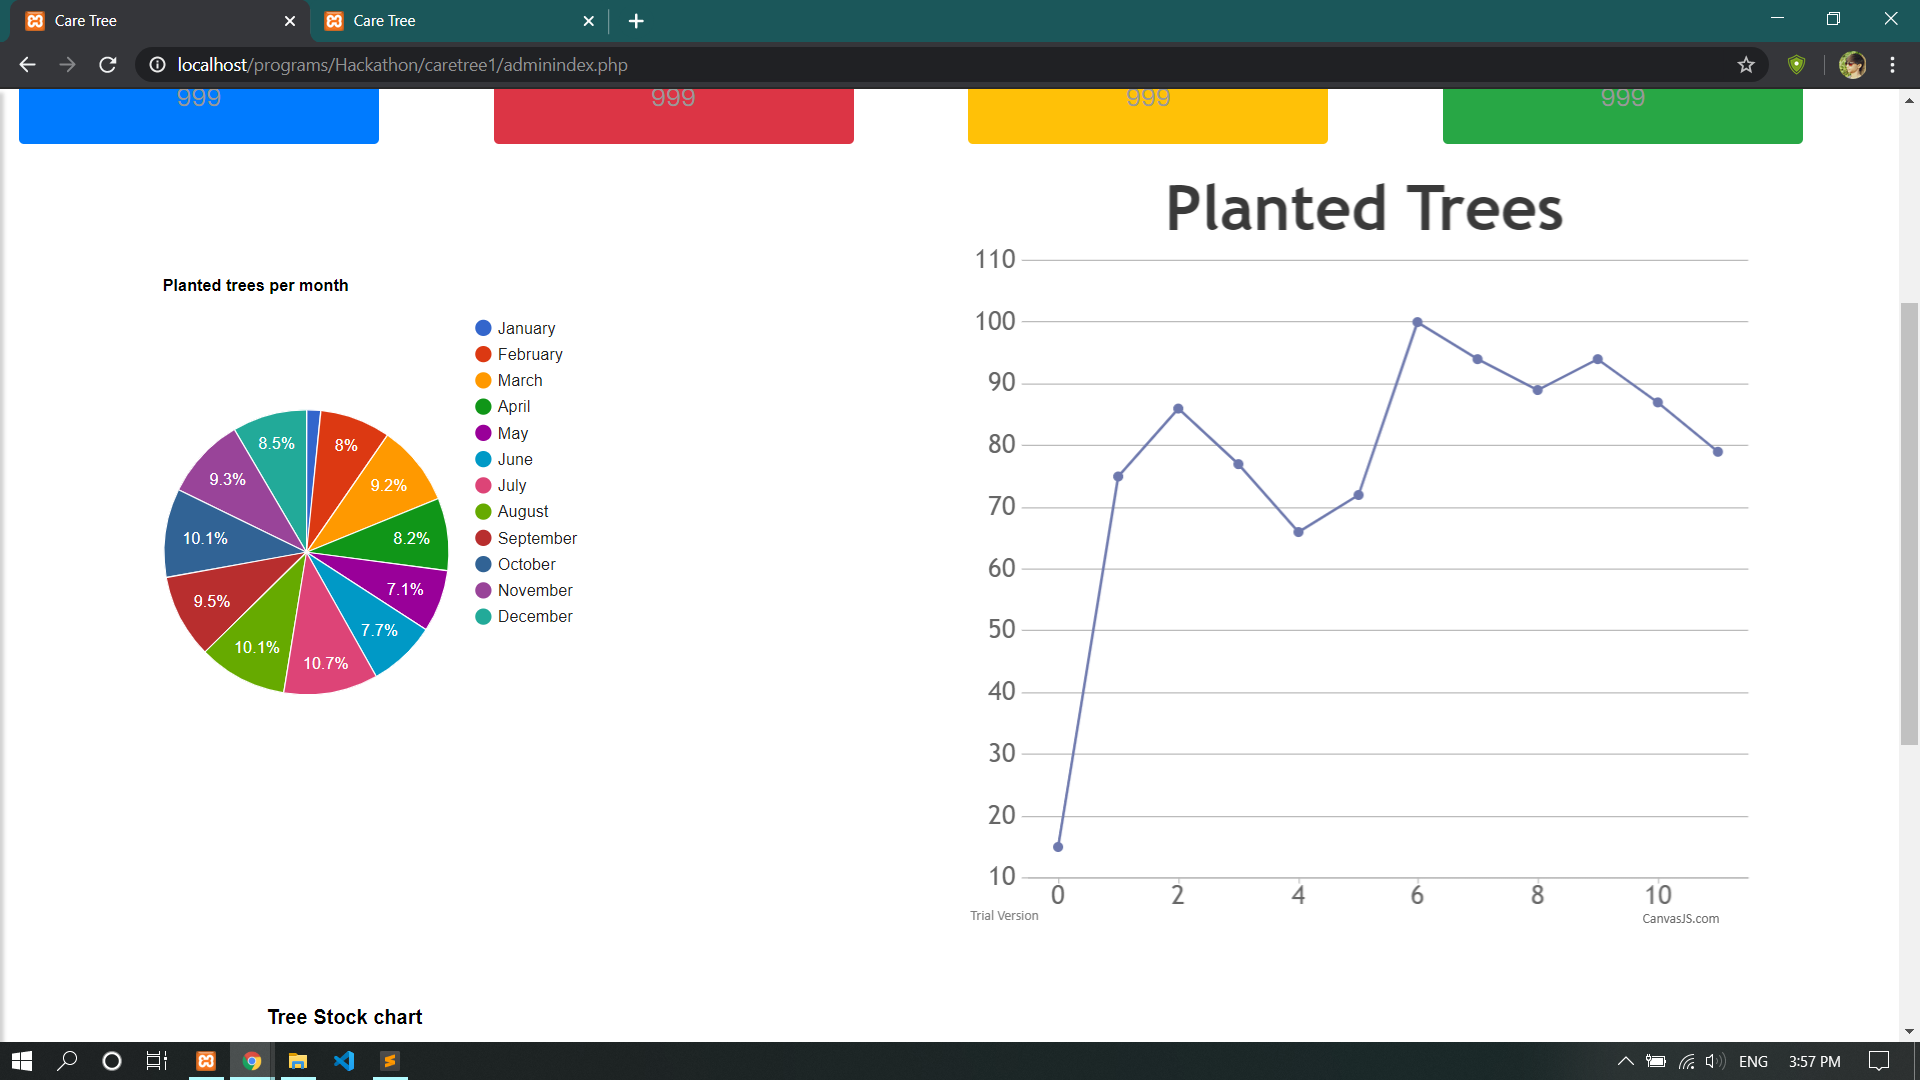 Care Tree
Care Tree
localhost/programs/Hackathon/caretree1/adminindex.php
999
999
999
999
Planted trees per month
January
February
March
April
May
June
July
August
September
October
November
December
8.5%
8%
9.3%
9.2%
10.1%
8.2%
9.5%
7.1%
10.1%
7.7%
10.7%
Planted Trees
110
100
90
80
70
60
50
40
30
20
10
0 2 4 6 8 10
Trial Version
CanvasJS.com
Tree Stock chart
ENG
3:57 PM